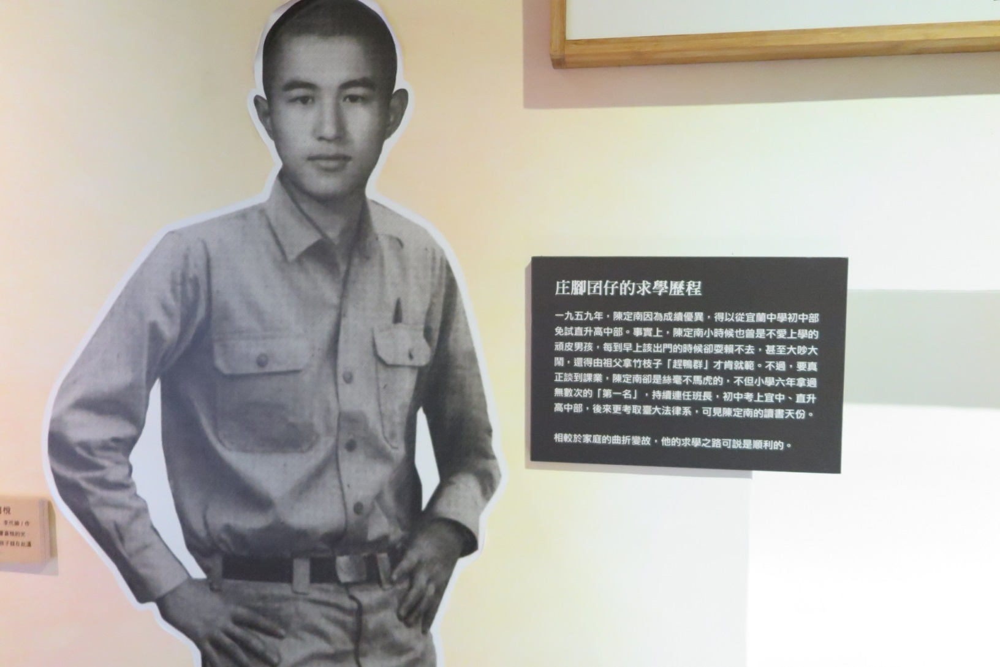 庄腳囝仔的求學歷程
一九五九年，陳定南因為成績優異，得以從宜蘭中學初中部
免試直升高中部。事實上，陳定南小時候也曾是不愛上學的
頑皮男孩，每到早上該出門的時候卻耍賴不去，甚至大吵大
鬧，還得由祖父拿竹枝子「趕鴨群」才肯就範。不過，要真
正談到課業，陳定南卻是絲毫不馬虎的，不但小學六年拿過
無數次的「第一名」，持續連任班長，初中考上宜中、直升
高中部，後來更考取臺大法律系，可見陳定南的讀書天份。
相較於家庭的曲折變故，他的求學之路可說是順利的。